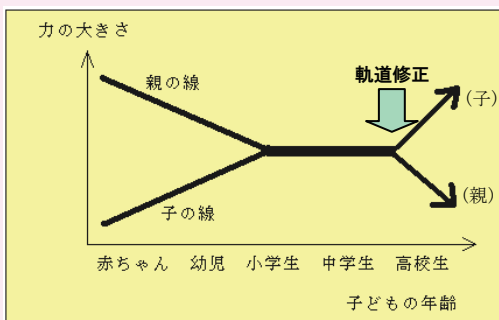 力の大きさ
軌道修正
親の線
(子)
子の線
(親)
赤ちゃん 幼児 小学生 中学生 高校生
子どもの年齢